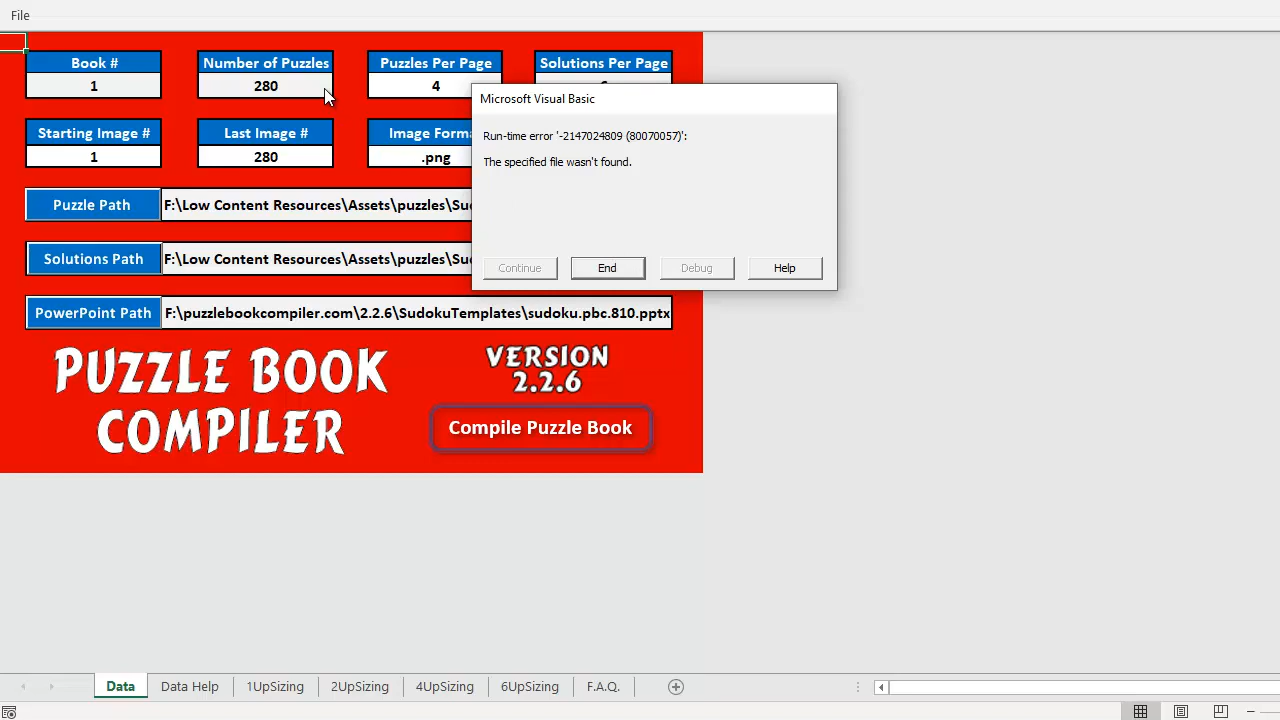 File
Book #
Number of Puzzles
Puzzles Per Page
Solutions Per Page
1
280
4
Microsoft Visual Basic
Run-time error '-2147024809 (80070057)':
The specified file wasn't found.
Continue
End
Debug
Help
Starting Image #
Last Image #
Image Forma
1
280
.png
Puzzle Path
F:\Low Content Resources\Assets\puzzles\Su
Solutions Path
F:\Low Content Resources\Assets\puzzles\Su
PowerPoint Path
F:\puzzlebookcompiler.com\2.2.6\SudokuTemplates\sudoku.pbc.810.pptx
PUZZLE BOOK
COMPILER
VERSION
2.2.6
Compile Puzzle Book
Data
Data Help
1UpSizing
2UpSizing
4UpSizing
6UpSizing
F.A.Q.